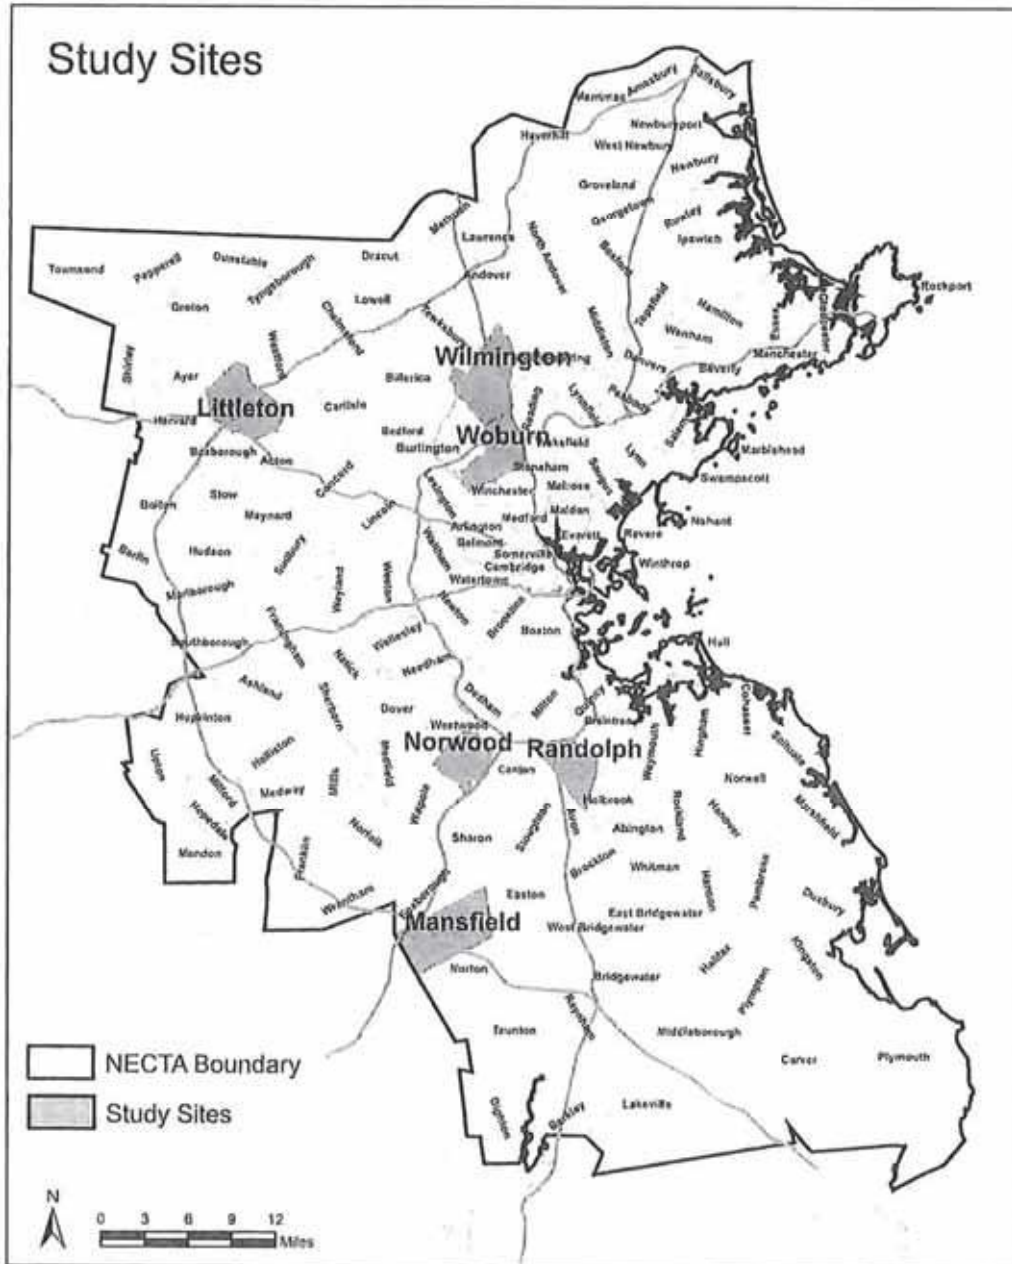 Study Sites
Amesbury
Salisbury
Merrimac
Newburyport
Haverhill
West Newbury
Newbury
Groveland
Georgetown
Rowley
Methuen
Lawrence
North Andover
Boxford
Ipswich
Townsend
Pepperell
Dunstable
Dracut
Tyngsborough
Andover
Rockport
Groton
Lowell
Chelmsford
Tewksbury
Middleton
Topsfield
Hamilton
Essex
Gloucester
Wenham
Shirley
Westford
Wilmington
Danvers
Manchester
Ayer
Billerica
Beverly
Littleton
Carlisle
Lynnfield
Peabody
Harvard
Bedford
Woburn
Wakefield
Salem
Boxborough
Acton
Burlington
Lynn
Marblehead
Concord
Stoneham
Saugus
Swampscott
Bolton
Stow
Maynard
Lincoln
Lexington
Winchester
Melrose
Medford
Malden
Nahant
Arlington
Belmont
Everett
Revere
Berlin
Hudson
Sudbury
Waltham
Somerville
Cambridge
Winthrop
Marlborough
Wayland
Weston
Watertown
Newton
Brookline
Boston
Southborough
Framingham
Natick
Wellesley
Needham
Hull
Ashland
Sherborn
Dover
Dedham
Milton
Quincy
Cohasset
Hopkinton
Westwood
Braintree
Hingham
Scituate
Norwood
Randolph
Weymouth
Upton
Holliston
Medfield
Canton
Norwell
Milford
Medway
Millis
Walpole
Holbrook
Hopedale
Norfolk
Sharon
Stoughton
Avon
Abington
Rockland
Hanover
Marshfield
Mendon
Franklin
Brockton
Whitman
Hanson
Pembroke
Wrentham
Foxborough
Easton
East Bridgewater
Duxbury
Mansfield
West Bridgewater
Halifax
Kingston
Norton
Bridgewater
Plympton
Taunton
Raynham
Middleborough
Carver
Plymouth
Dighton
Berkley
Lakeville
NECTA Boundary
Study Sites
N
0 3 6 9 12
Miles